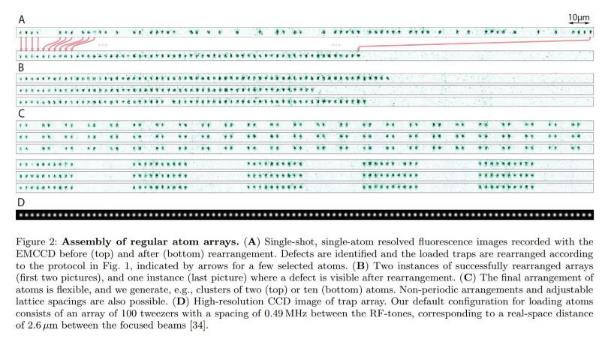 A
10μm
B
C
D
Figure 2: Assembly of regular atom arrays. (A) Single-shot, single-atom resolved fluorescence images recorded with the
EMCCD before (top) and after (bottom) rearrangement. Defects are identified and the loaded traps are rearranged according
to the protocol in Fig. 1, indicated by arrows for a few selected atoms. (B) Two instances of successfully rearranged arrays
(first two pictures), and one instance (last picture) where a defect is visible after rearrangement. (C) The final arrangement of
atoms is flexible, and we generate, e.g., clusters of two (top) or ten (bottom) atoms. Non-periodic arrangements and adjustable
lattice spacings are also possible. (D) High-resolution CCD image of trap array. Our default configuration for loading atoms
consists of an array of 100 tweezers with a spacing of 0.49 MHz between the RF-tones, corresponding to a real-space distance
of 2.6 μm between the focused beams [34].